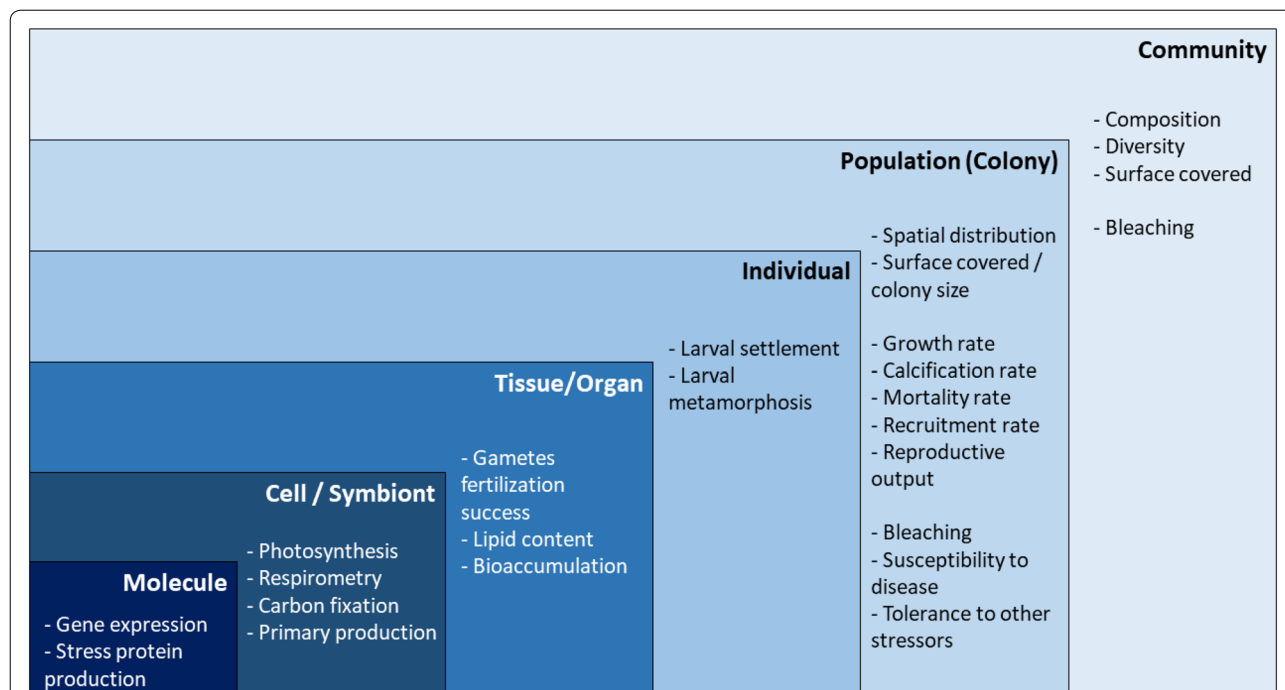 Community
- Composition
- Diversity
- Surface covered
- Bleaching
Population (Colony)
- Spatial distribution
- Surface covered /
colony size
- Growth rate
- Calcification rate
- Mortality rate
- Recruitment rate
- Reproductive
output
- Bleaching
- Susceptibility to
disease
- Tolerance to other
stressors
Individual
- Larval settlement
- Larval
metamorphosis
Tissue/Organ
- Gametes
fertilization
success
- Lipid content
- Bioaccumulation
Cell / Symbiont
- Photosynthesis
- Respirometry
- Carbon fixation
- Primary production
Molecule
- Gene expression
- Stress protein
production